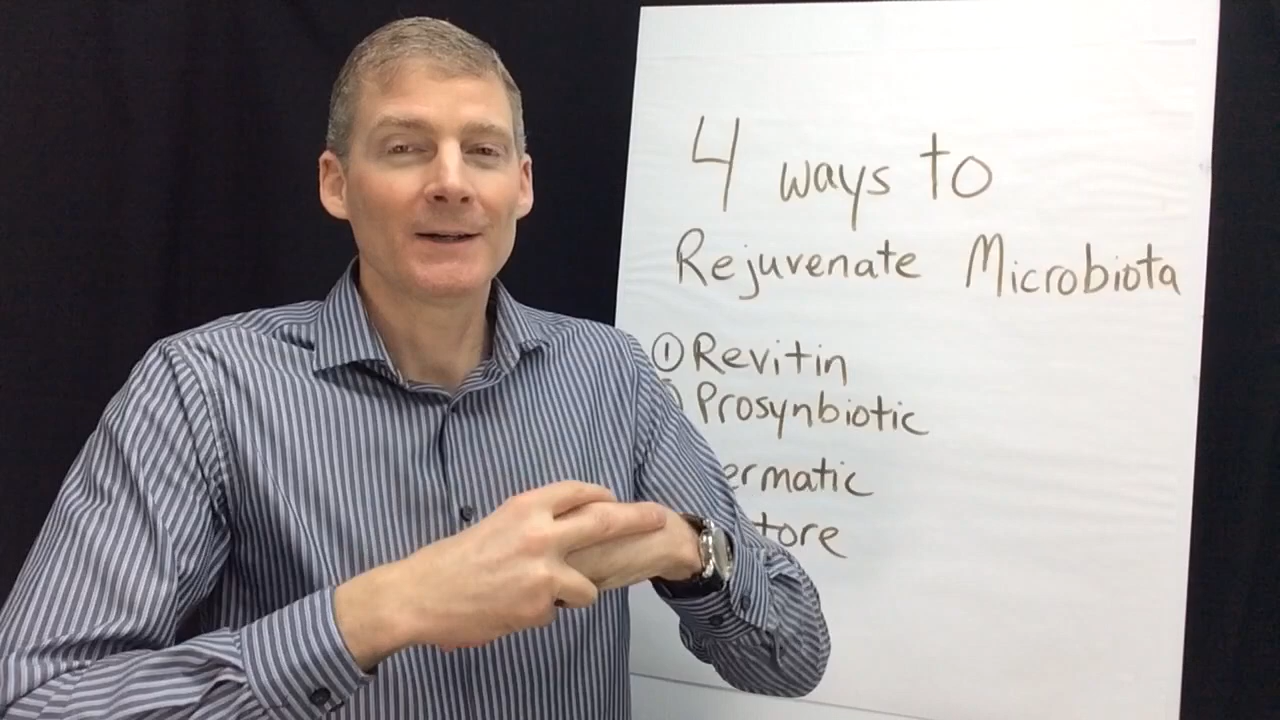 4 ways to
Rejuvenate Microbiota
① Revitin
Prosynbiotic
ermatic
tore